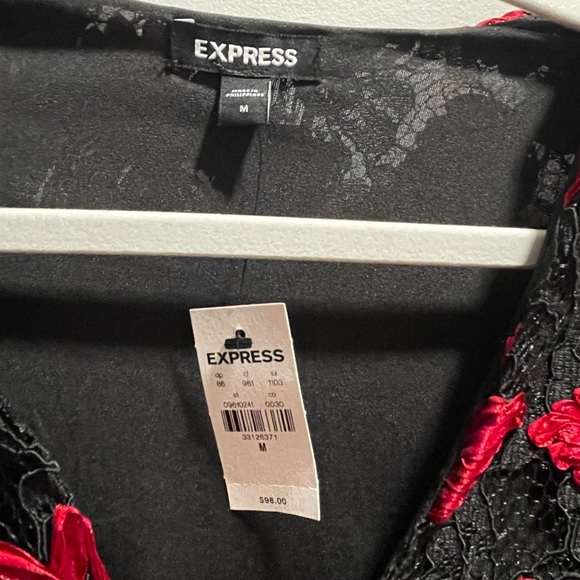 EXPRESS
MADE IN
PHILIPPINES
M
EXPRESS
dp cl sz
86 961 1103
st co
09610241 0030
33126371
M
$98.00